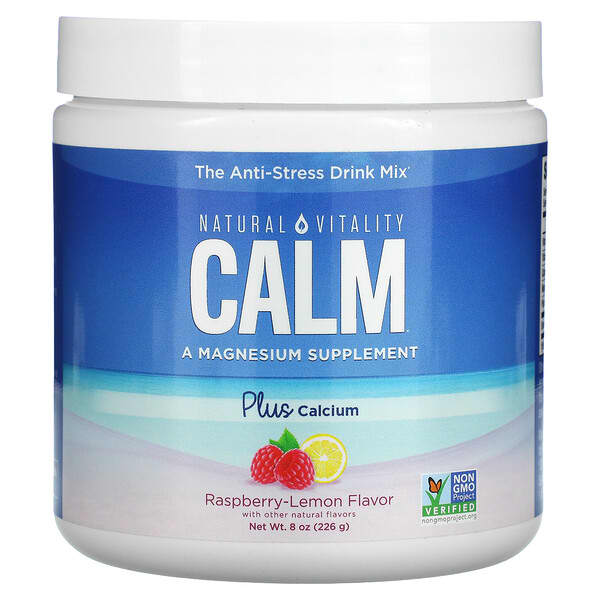 The Anti-Stress Drink Mix*
NATURAL VITALITY
CALM
A MAGNESIUM SUPPLEMENT
Plus Calcium
Raspberry-Lemon Flavor
with other natural flavors
Net Wt. 8 oz (226 g)
NON
GMO
Project
VERIFIED
nongmoproject.org